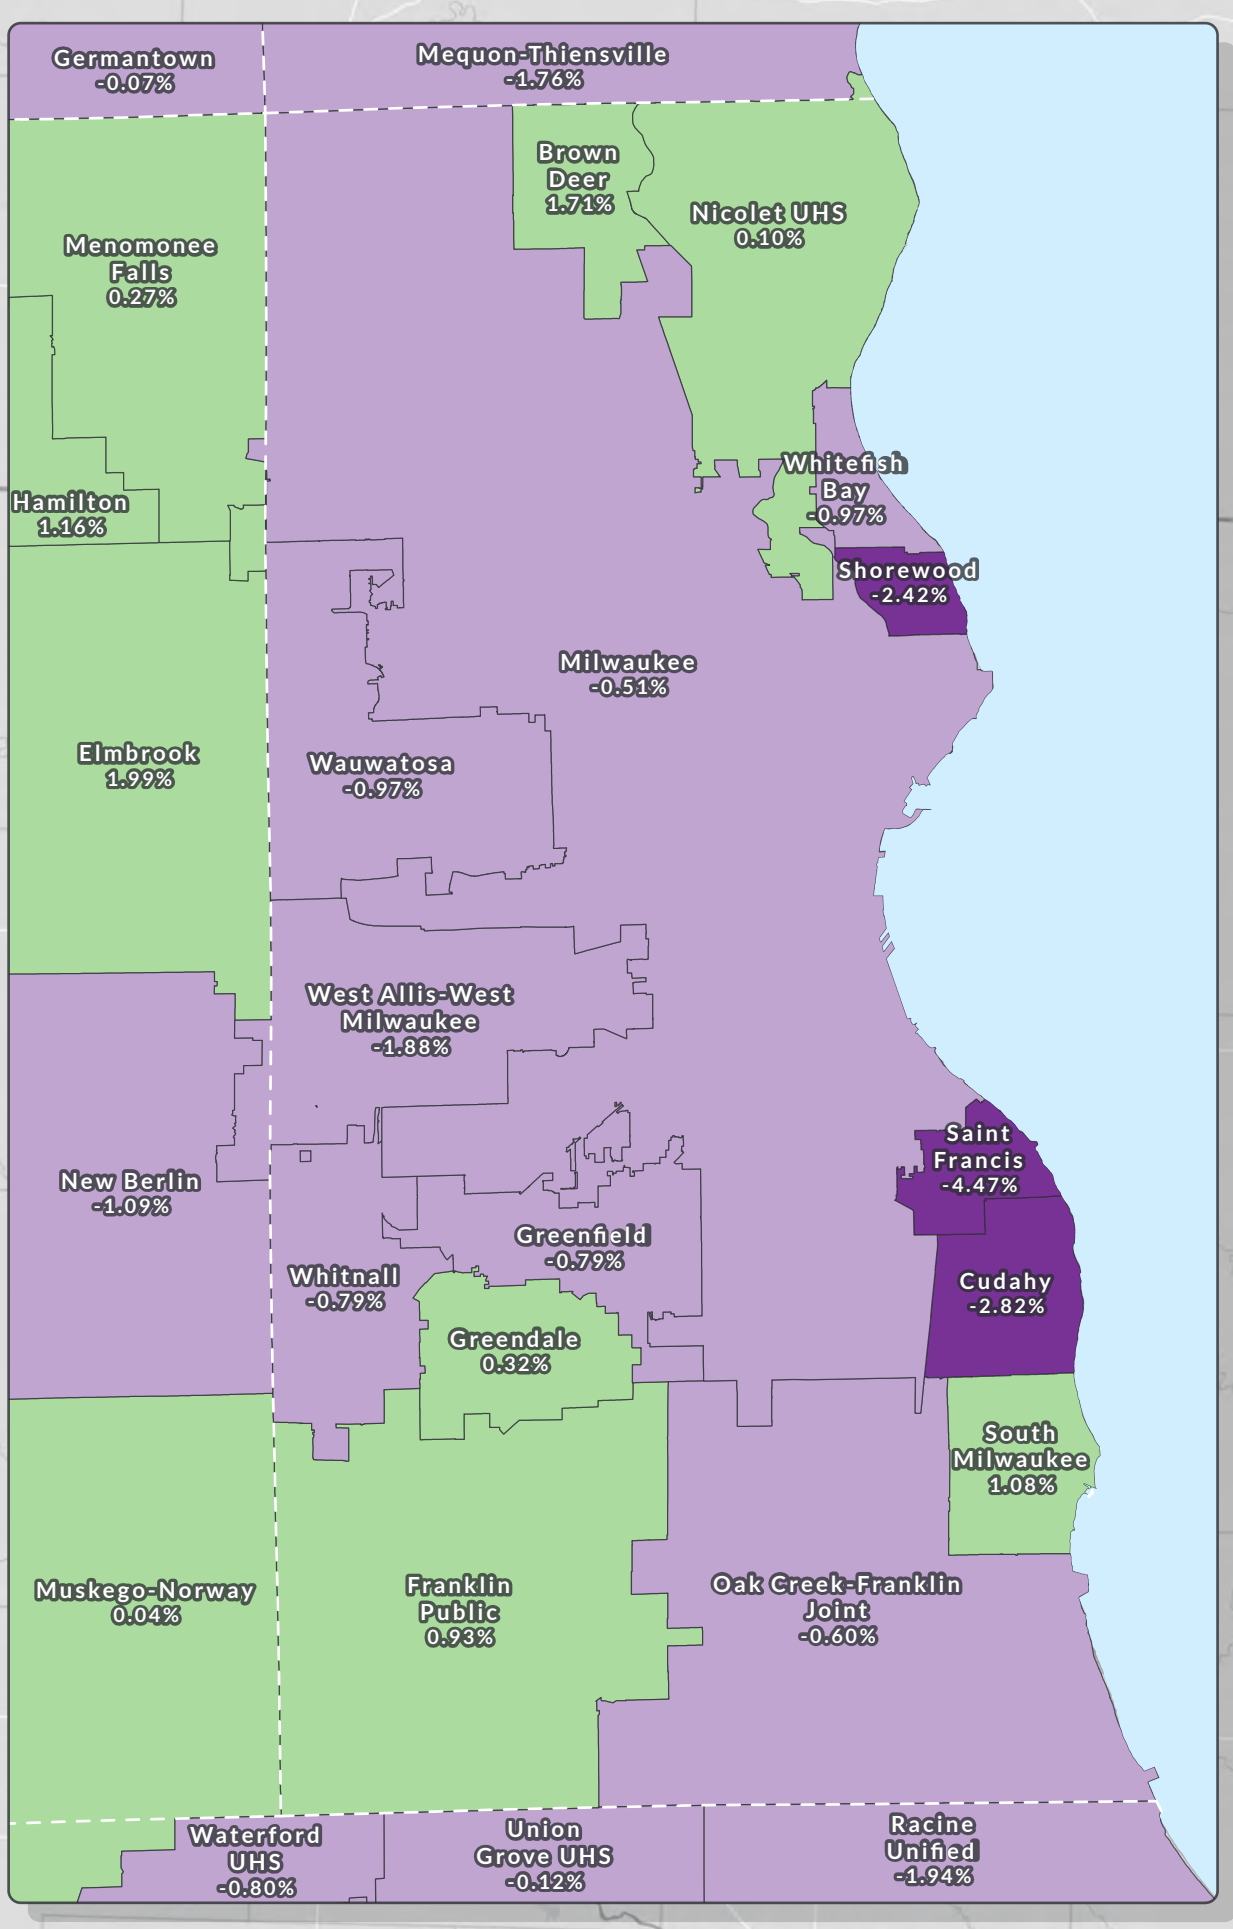 Germantown
-0.07%
Mequon-Thiensville
-1.76%
Brown
Deer
1.71%
Nicolet UHS
0.10%
Menomonee
Falls
0.27%
Whitefish
Bay
-0.97%
Hamilton
1.16%
Shorewood
-2.42%
Milwaukee
-0.51%
Elmbrook
1.99%
Wauwatosa
-0.97%
West Allis-West
Milwaukee
-1.88%
Saint
Francis
-4.47%
New Berlin
-1.09%
Greenfield
-0.79%
Whitnall
-0.79%
Cudahy
-2.82%
Greendale
0.32%
South
Milwaukee
1.08%
Muskego-Norway
0.04%
Franklin
Public
0.93%
Oak Creek-Franklin
Joint
-0.60%
Waterford
UHS
-0.80%
Union
Grove UHS
-0.12%
Racine
Unified
-1.94%